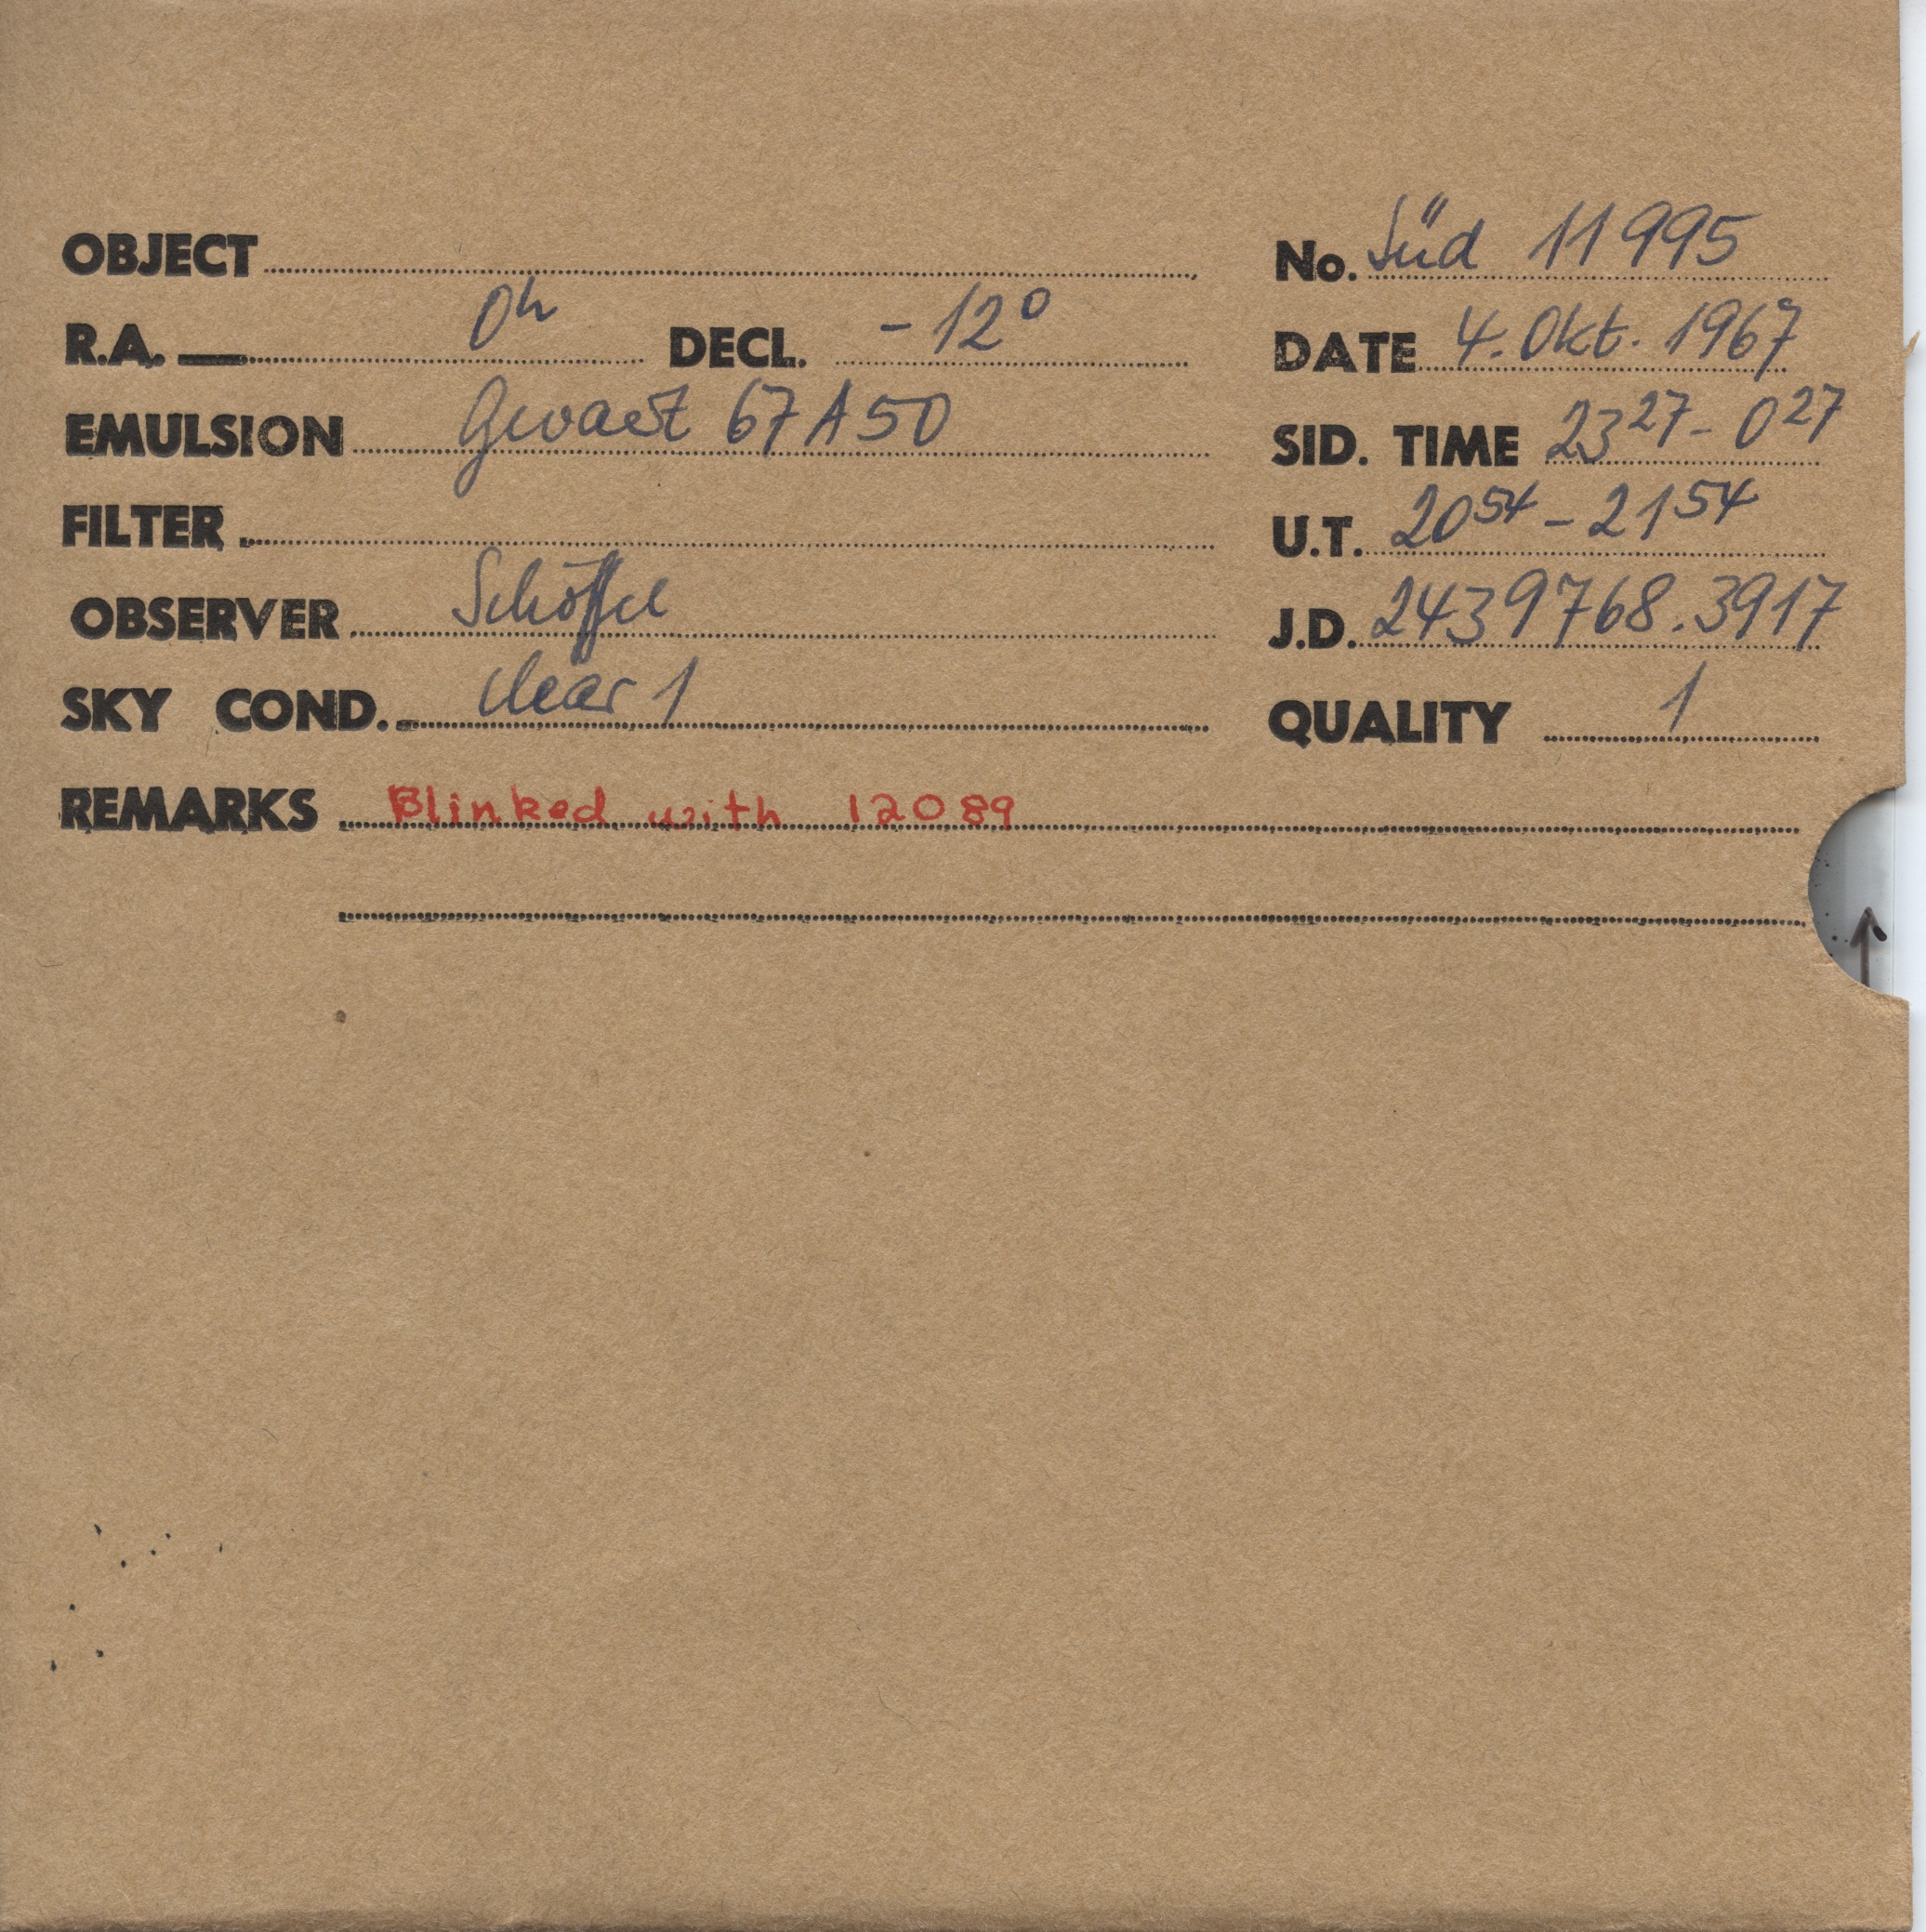 OBJECT No. Süd 11995
R.A. 0h DECL. -12° DATE 4. Okt. 1967
EMULSION Gevaert 67A50 SID. TIME 23 27 - 0 27
FILTER U.T. 20 54 - 21 54
OBSERVER Schöffel J.D. 2439768.3917
SKY COND. clear 1 QUALITY 1
REMARKS Blinked with 12089